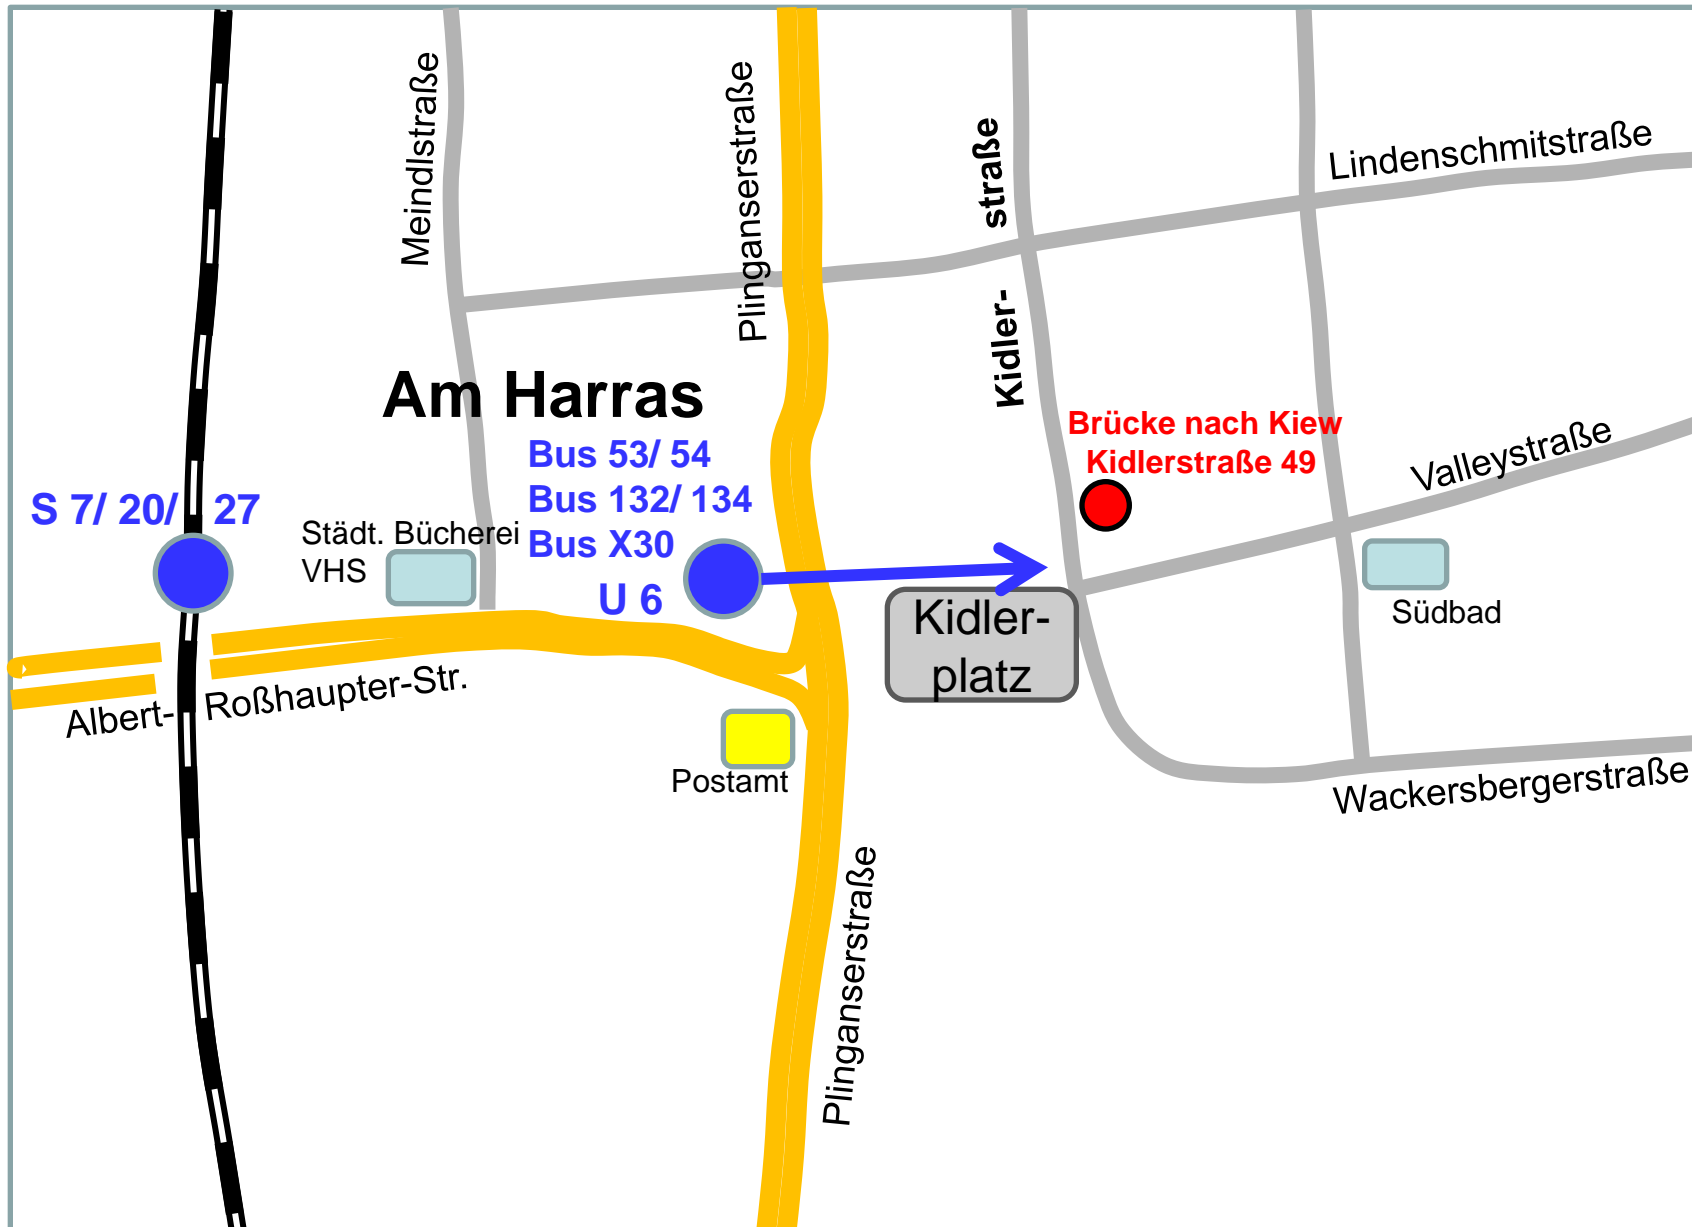 Meindlstraße
Plinganserstraße
Kidler-
straße
Lindenschmitstraße
Am Harras
Bus 53/ 54
Bus 132/ 134
Bus X30
U 6
S 7/ 20/ 27
Städt. Bücherei
VHS
Brücke nach Kiew
Kidlerstraße 49
Valleystraße
Kidler-
platz
Südbad
Albert- Roßhaupter-Str.
Postamt
Wackersbergerstraße
Plinganserstraße